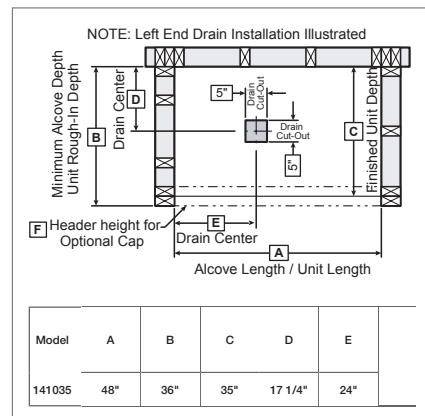 NOTE: Left End Drain Installation Illustrated
Minimum Alcove Depth
Unit Rough-In Depth
B
D
Drain Center
5"
Drain
Cut-Out
Drain
Cut-Out
5"
C
Finished Unit Depth
F Header height for
Optional Cap
E
Drain Center
A
Alcove Length / Unit Length
Model A B C D E
141035 48" 36" 35" 17 1/4" 24"